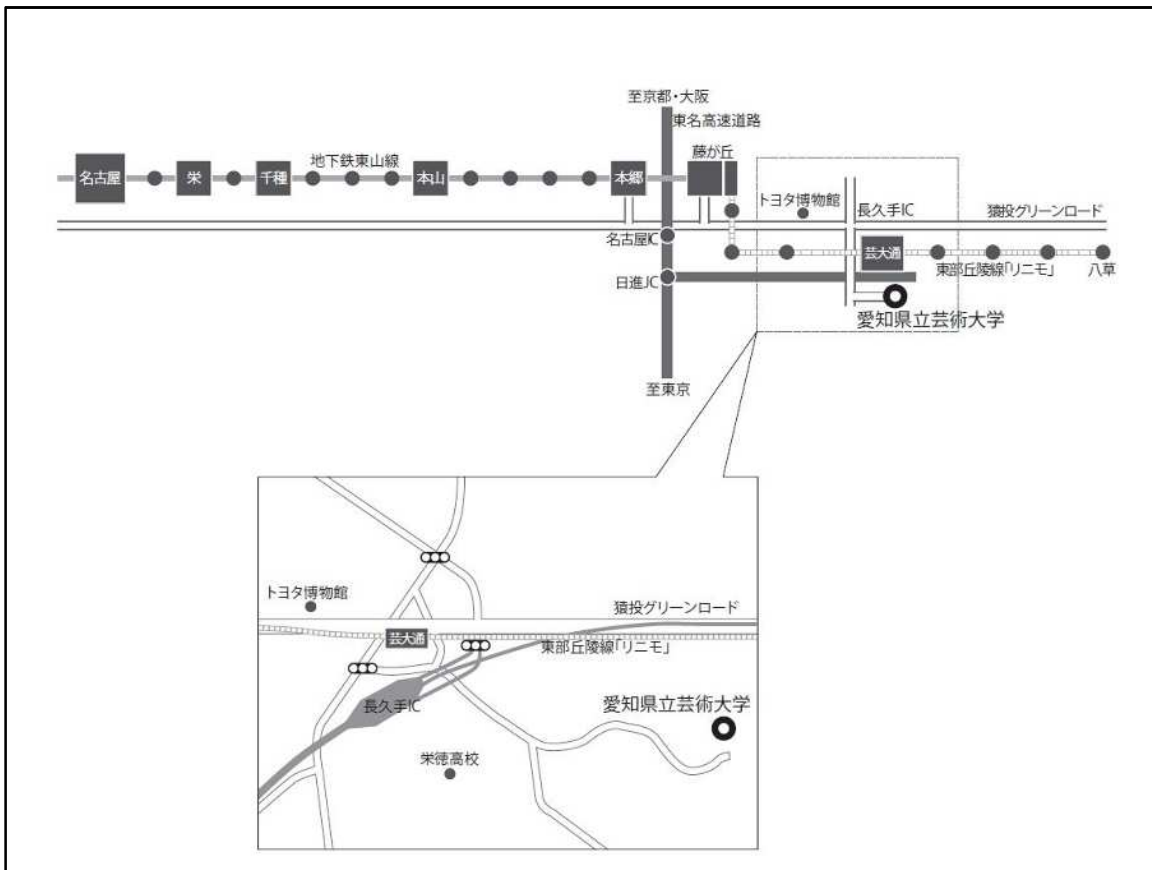 至京都・大阪
東名高速道路
藤が丘
地下鉄東山線
名古屋
栄
千種
本山
本郷
トヨタ博物館
長久手IC
猿投グリーンロード
名古屋IC
芸大通
日進JC
東部丘陵線「リニモ」
八草
愛知県立芸術大学
至東京
トヨタ博物館
猿投グリーンロード
芸大通
東部丘陵線「リニモ」
長久手IC
愛知県立芸術大学
栄徳高校